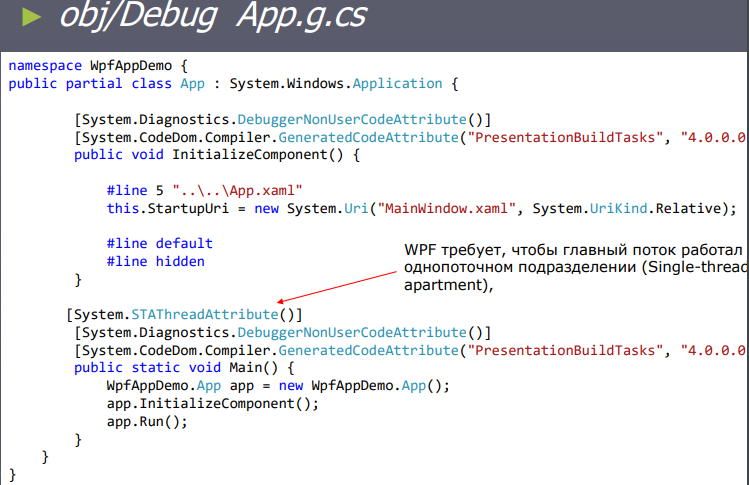 ► obj/Debug App.g.cs
namespace WpfAppDemo {
public partial class App : System.Windows.Application {
[System.Diagnostics.DebuggerNonUserCodeAttribute()]
[System.CodeDom.Compiler.GeneratedCodeAttribute("PresentationBuildTasks", "4.0.0.0
public void InitializeComponent() {
#line 5 "..\..\App.xaml"
this.StartupUri = new System.Uri("MainWindow.xaml", System.UriKind.Relative);
#line default
#line hidden
}
WPF требует, чтобы главный поток работал
однопоточном подразделении (Single-thread
apartment),
[System.STAThreadAttribute()]
[System.Diagnostics.DebuggerNonUserCodeAttribute()]
[System.CodeDom.Compiler.GeneratedCodeAttribute("PresentationBuildTasks", "4.0.0.0
public static void Main() {
WpfAppDemo.App app = new WpfAppDemo.App();
app.InitializeComponent();
app.Run();
}
}
}